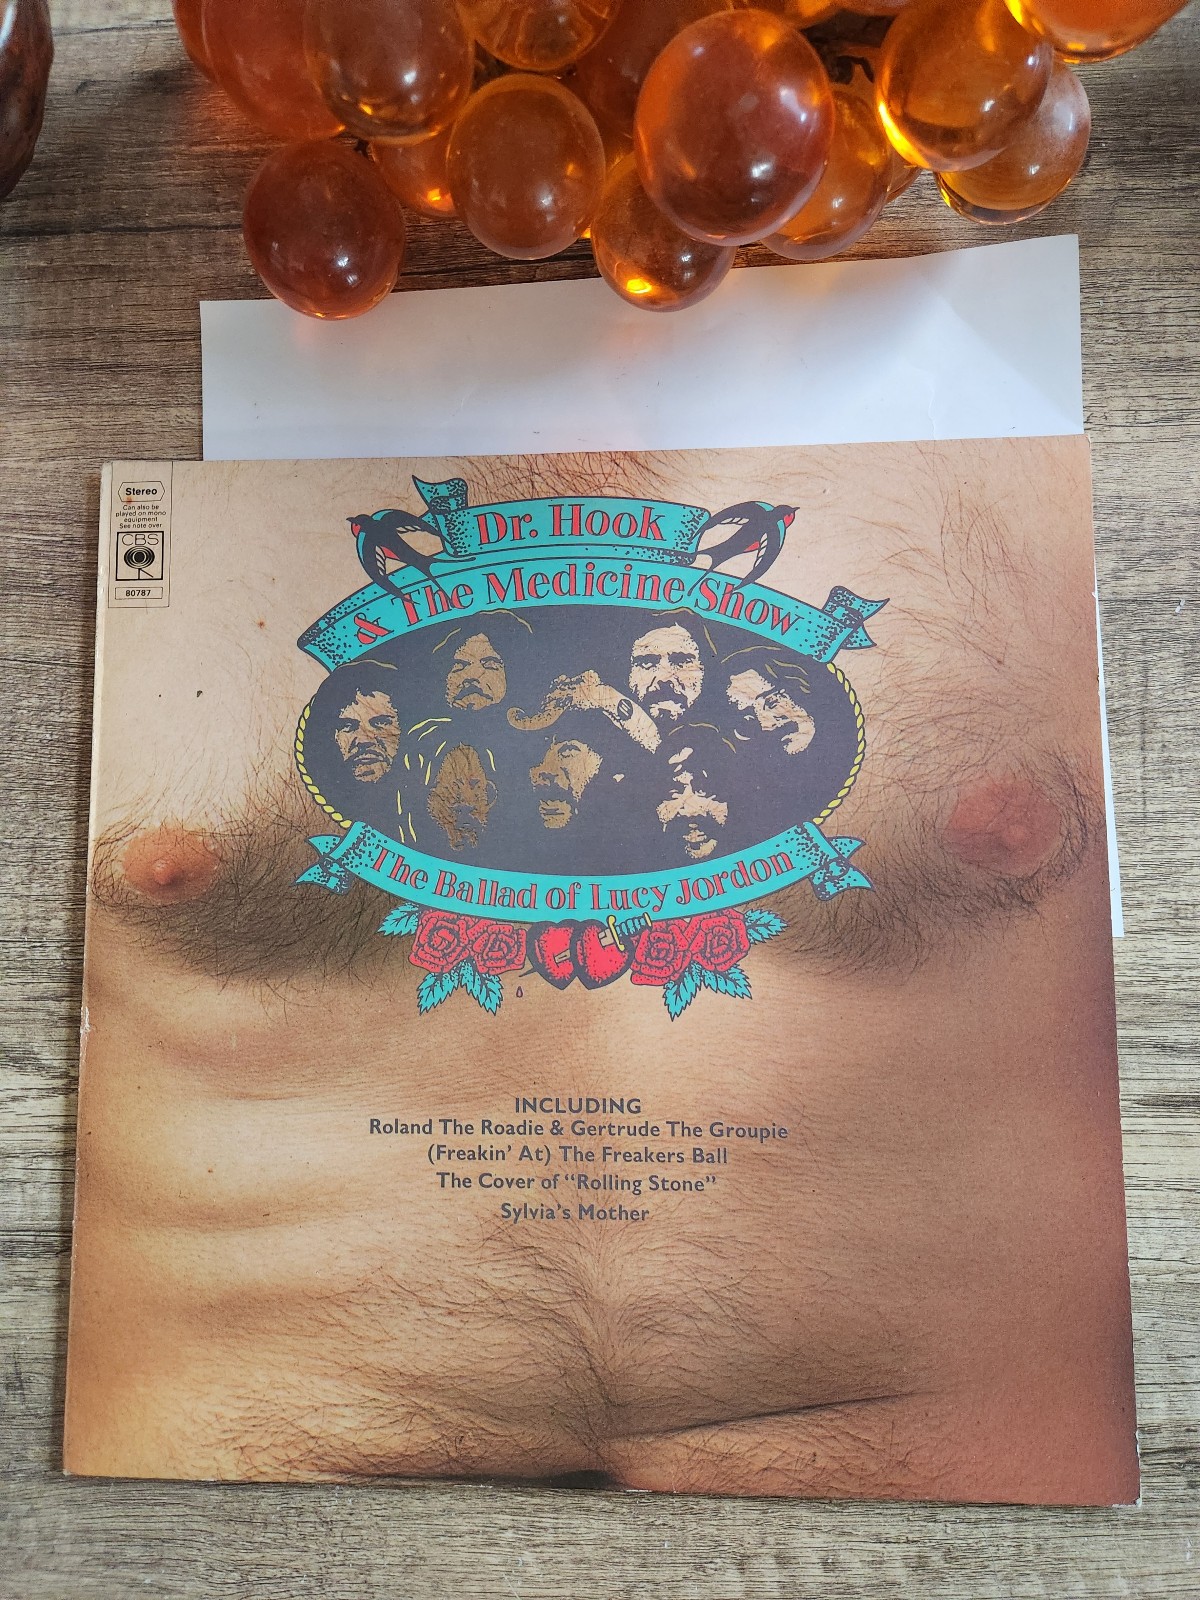 Stereo
Can also be
played on mono
equipment
See note over
CBS
80787
Dr. Hook
& The Medicine Show
The Ballad of Lucy Jordon
INCLUDING
Roland The Roadie & Gertrude The Groupie
(Freakin’ At) The Freakers Ball
The Cover of “Rolling Stone”
Sylvia’s Mother